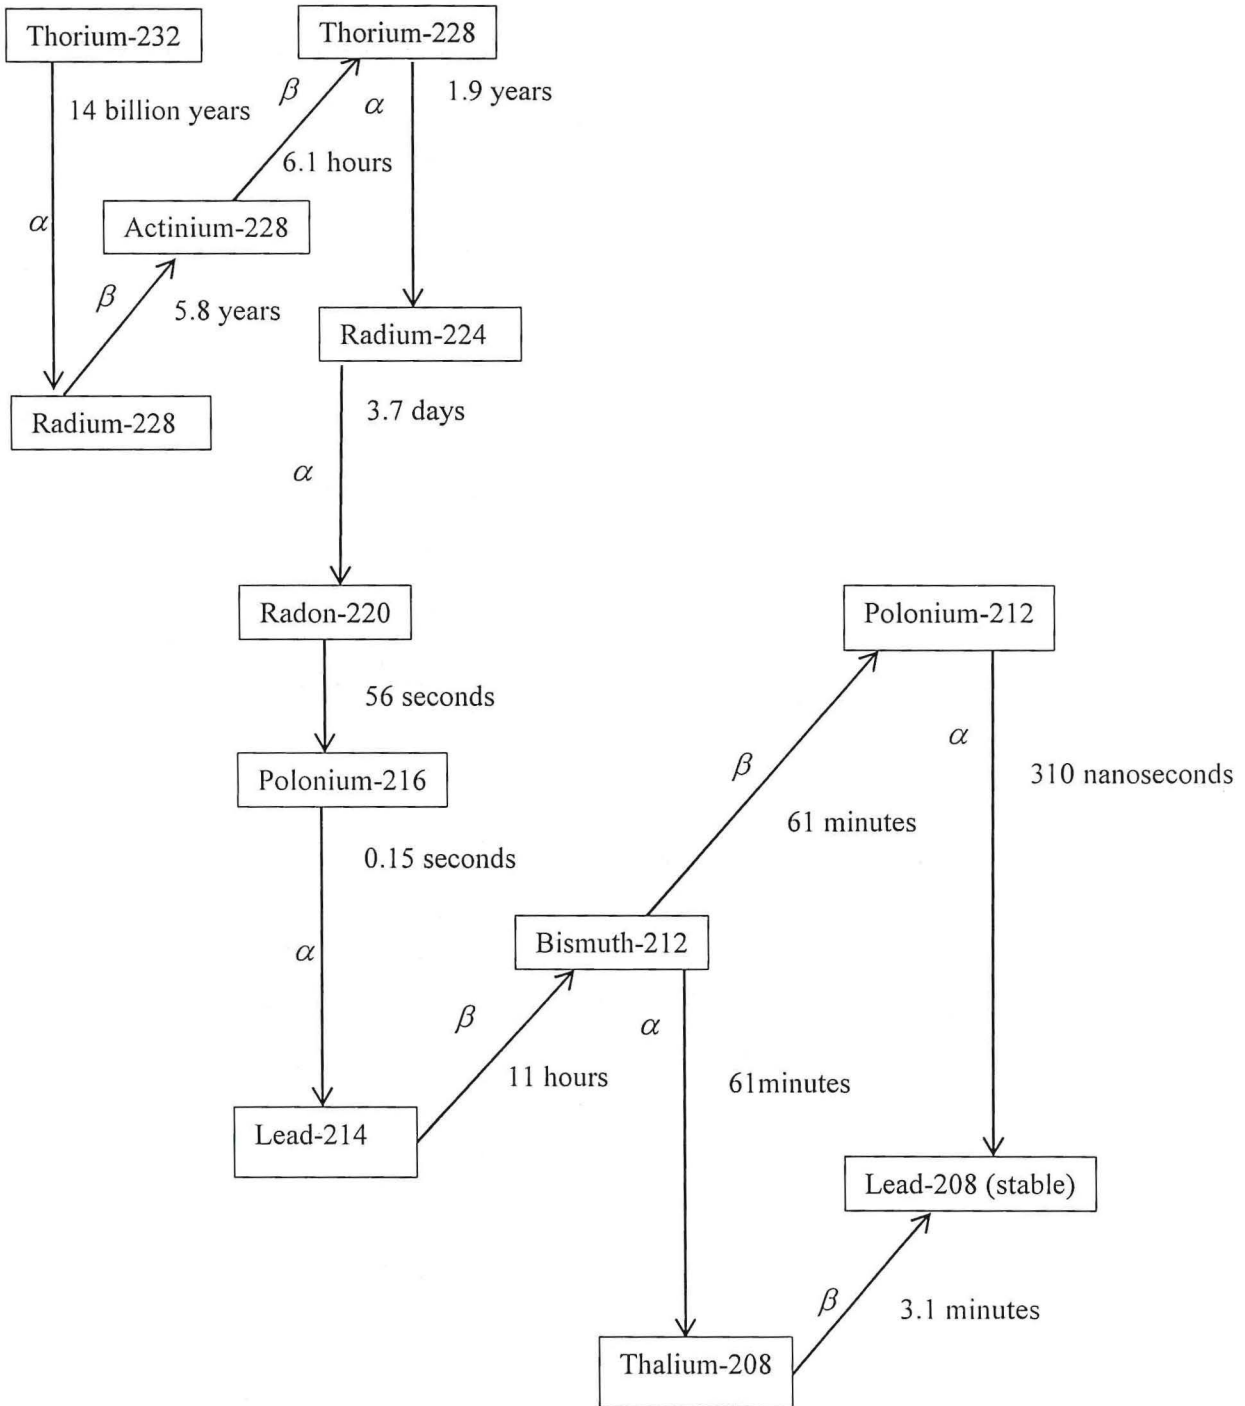 Thorium-232
Thorium-228
14 billion years
β
α
1.9 years
6.1 hours
α
Actinium-228
β
5.8 years
Radium-224
Radium-228
3.7 days
α
Radon-220
Polonium-212
56 seconds
α
β
Polonium-216
310 nanoseconds
61 minutes
0.15 seconds
α
Bismuth-212
β
α
11 hours
61minutes
Lead-214
Lead-208 (stable)
β
3.1 minutes
Thalium-208